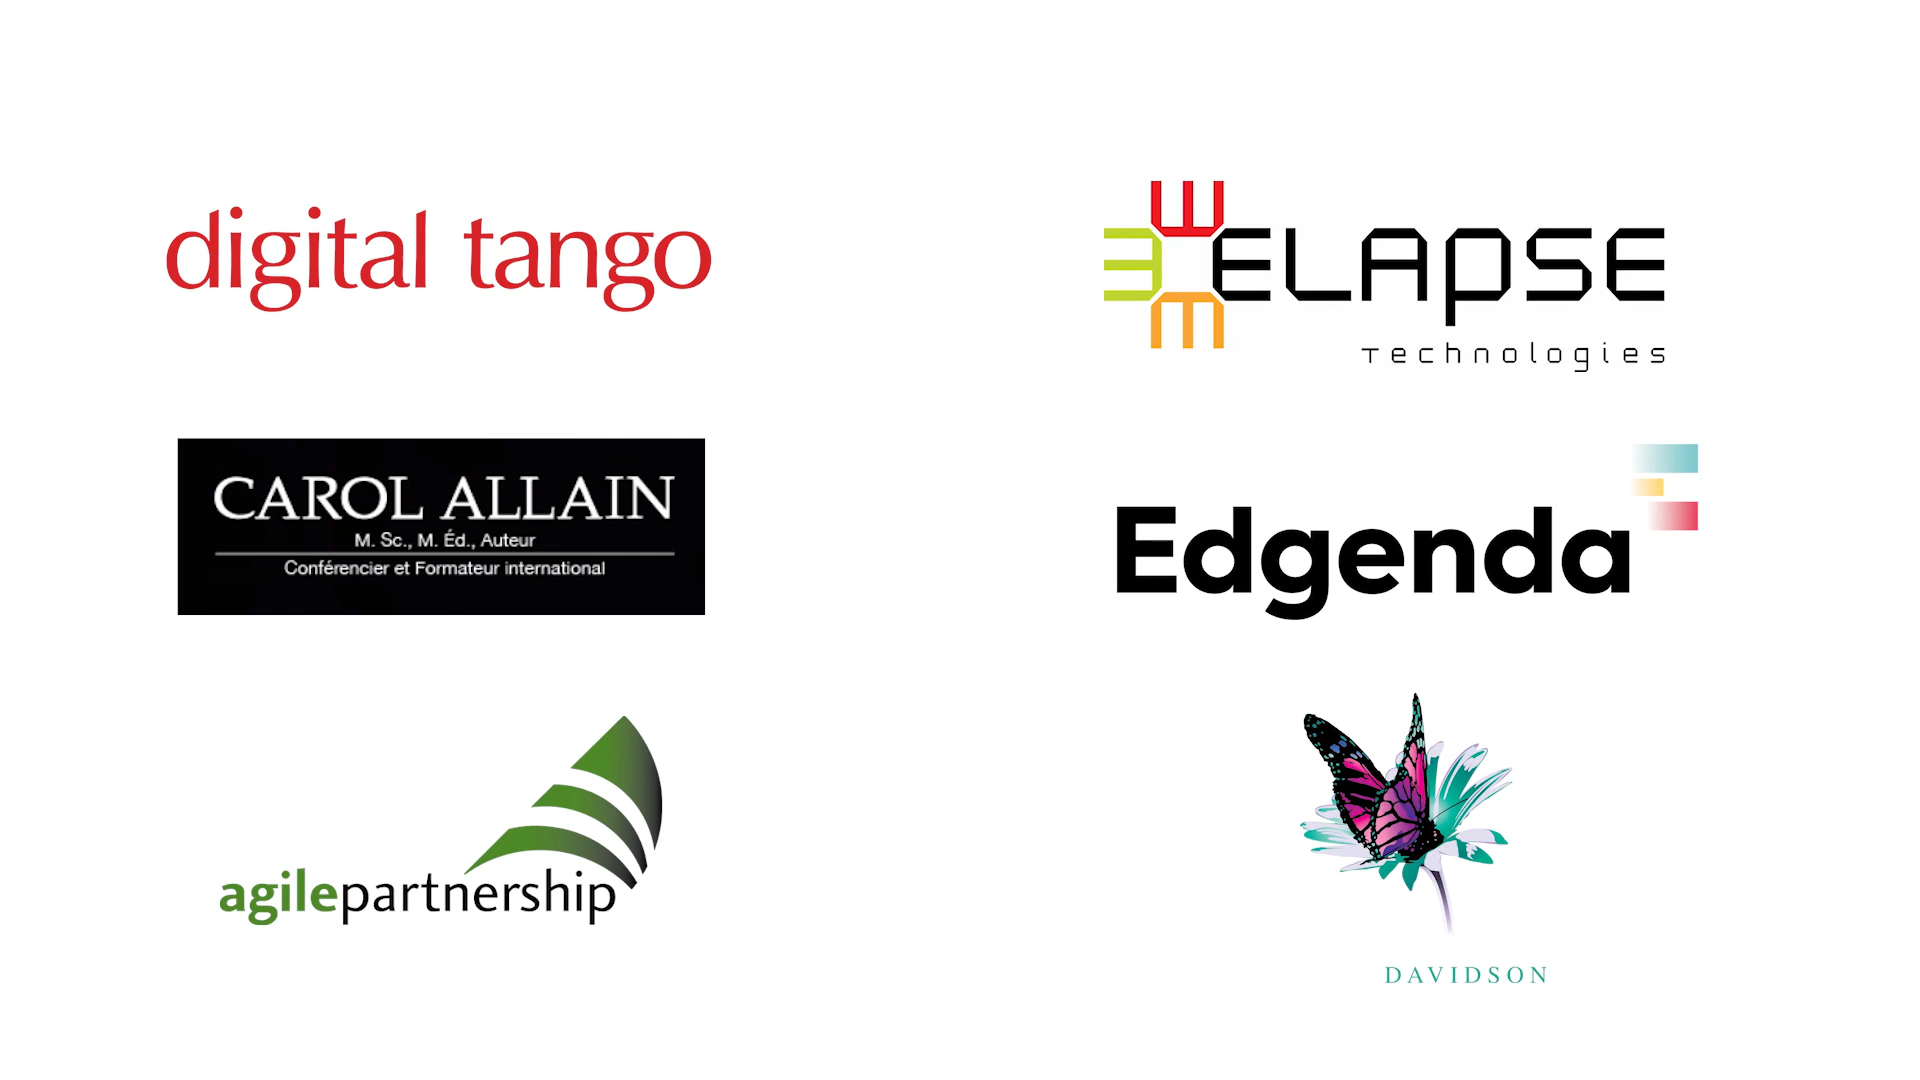 digital tango
ELAPSE
Technologies
CAROL ALLAIN
M. Sc., M. Éd., Auteur
Conférencier et Formateur international
Edgenda
agilepartnership
DAVIDSON